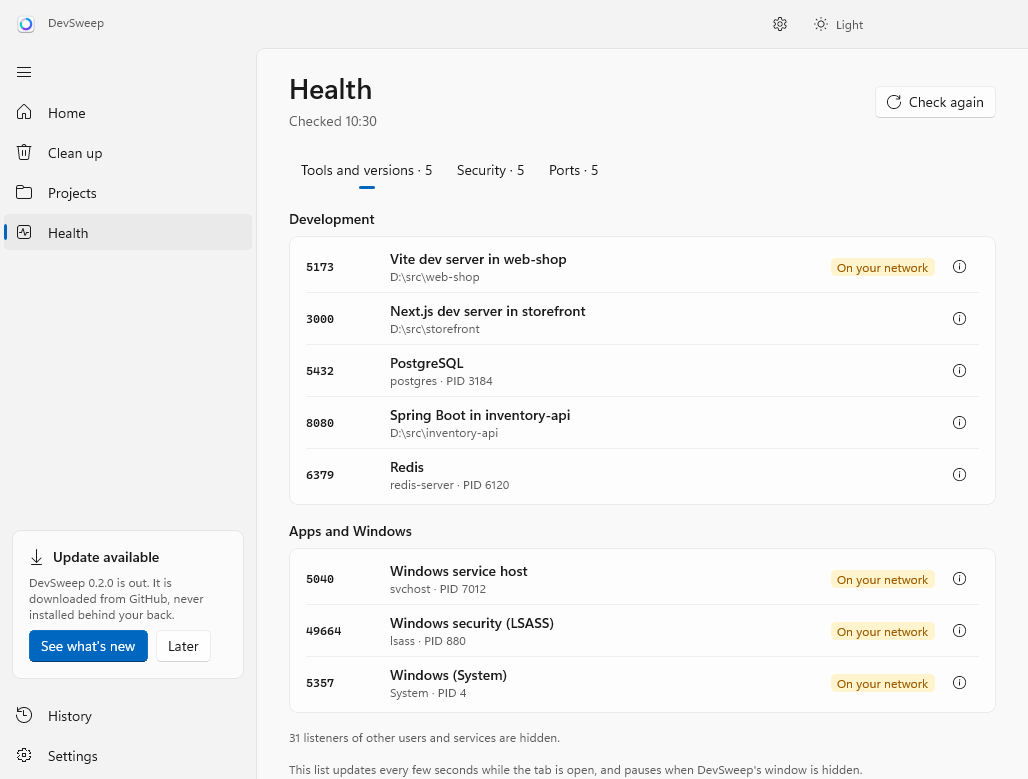 DevSweep
Light
Home
Clean up
Projects
Health
Update available
DevSweep 0.2.0 is out. It is
downloaded from GitHub, never
installed behind your back.
See what's new
Later
History
Settings
Health
Checked 10:30
Check again
Tools and versions · 5
Security · 5
Ports · 5
Development
5173
Vite dev server in web-shop
D:\src\web-shop
On your network
3000
Next.js dev server in storefront
D:\src\storefront
5432
PostgreSQL
postgres · PID 3184
8080
Spring Boot in inventory-api
D:\src\inventory-api
6379
Redis
redis-server · PID 6120
Apps and Windows
5040
Windows service host
svchost · PID 7012
On your network
49664
Windows security (LSASS)
lsass · PID 880
On your network
5357
Windows (System)
System · PID 4
On your network
31 listeners of other users and services are hidden.
This list updates every few seconds while the tab is open, and pauses when DevSweep's window is hidden.